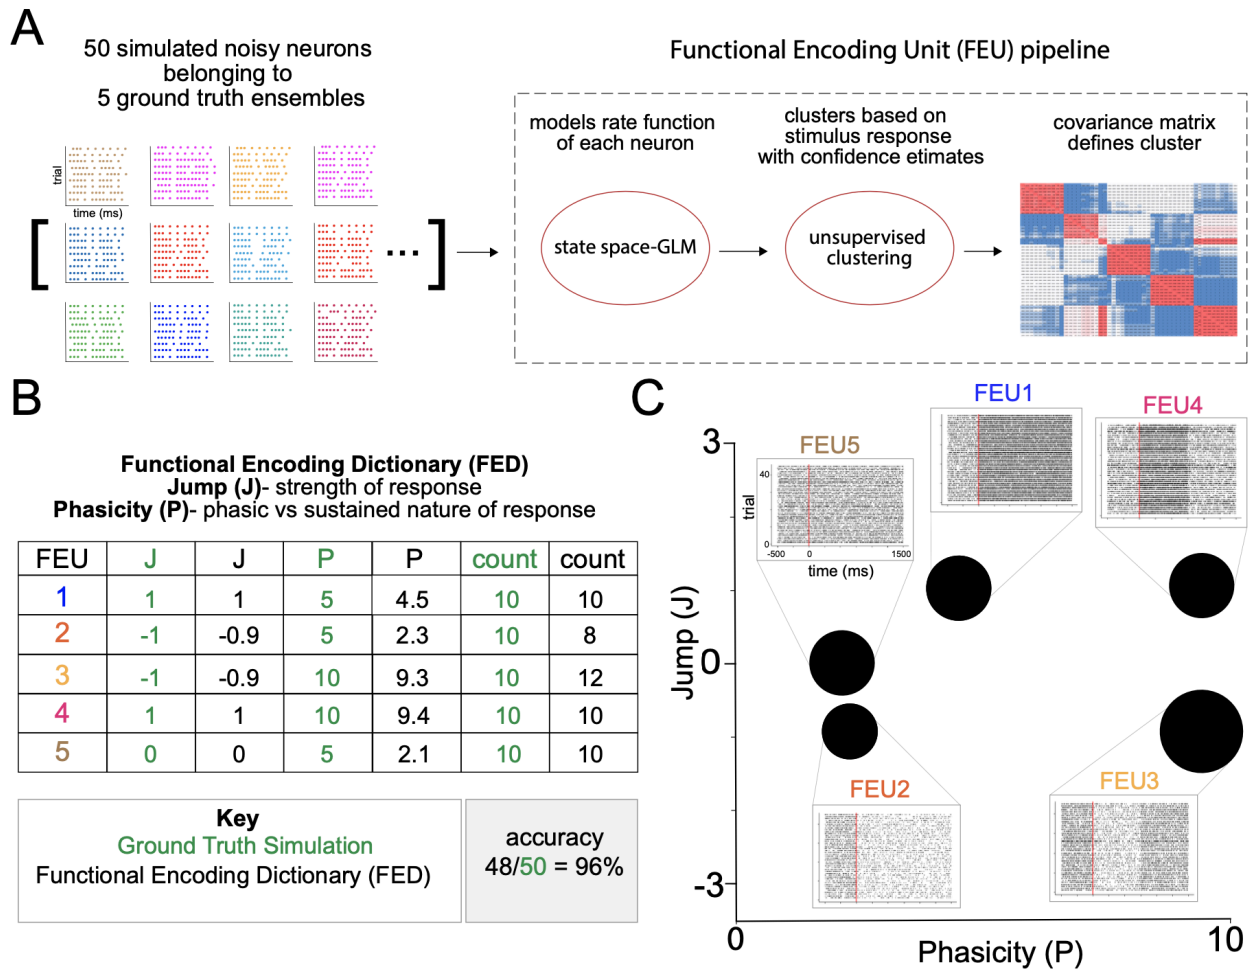 A
50 simulated noisy neurons
belonging to
5 ground truth ensembles
trial
time (ms)
[
...
]
Functional Encoding Unit (FEU) pipeline
models rate function
of each neuron
clusters based on
stimulus response
with confidence etimates
covariance matrix
defines cluster
state space-GLM
unsupervised
clustering
B
Functional Encoding Dictionary (FED)
Jump (J)- strength of response
Phasicity (P)- phasic vs sustained nature of response
FEU J J P P count count
1 1 1 5 4.5 10 10
2 -1 -0.9 5 2.3 10 8
3 -1 -0.9 10 9.3 10 12
4 1 1 10 9.4 10 10
5 0 0 5 2.1 10 10
Key
Ground Truth Simulation
Functional Encoding Dictionary (FED)
accuracy
48/50 = 96%
C
FEU1
FEU4
FEU5
40
trial
0
-500 0 1500
time (ms)
3
0
-3
Jump (J)
FEU2
FEU3
0
10
Phasicity (P)